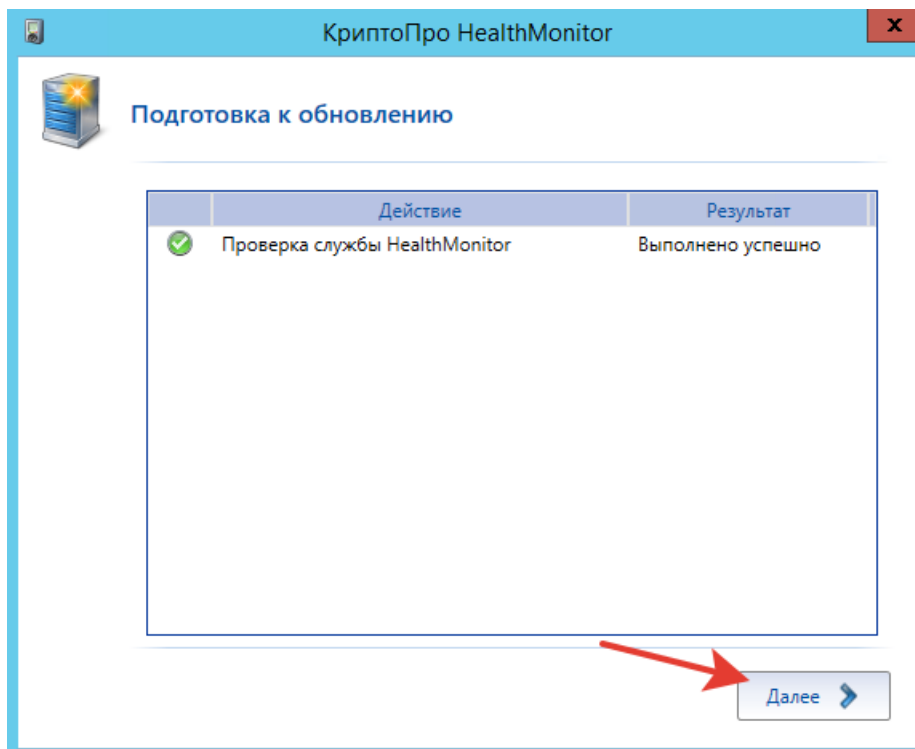 КриптоПро HealthMonitor
x
Подготовка к обновлению
Действие Результат
Проверка службы HealthMonitor Выполнено успешно
Далее